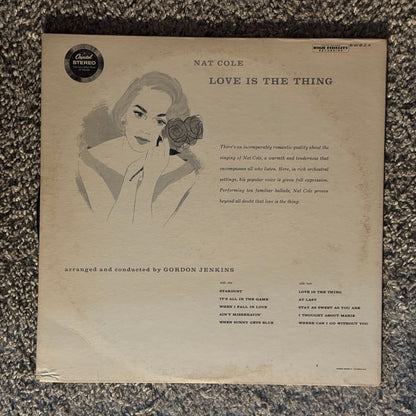 Capitol
STEREO
HIGH FIDELITY
RECORDING
SW824
NAT COLE
LOVE IS THE THING
There's an incomparably romantic quality about the
singing of Nat Cole, a warmth and tenderness that
encompasses all who listen. Here, in rich orchestral
settings, his popular voice is given full expression.
Performing ten familiar ballads, Nat Cole proves
beyond all doubt that love is the thing.
arranged and conducted by GORDON JENKINS
side one
STARDUST
IT'S ALL IN THE GAME
WHEN I FALL IN LOVE
AIN'T MISBEHAVIN'
WHEN SUNNY GETS BLUE
side two
LOVE IS THE THING
AT LAST
STAY AS SWEET AS YOU ARE
I THOUGHT ABOUT MARIE
WHERE CAN I GO WITHOUT YOU